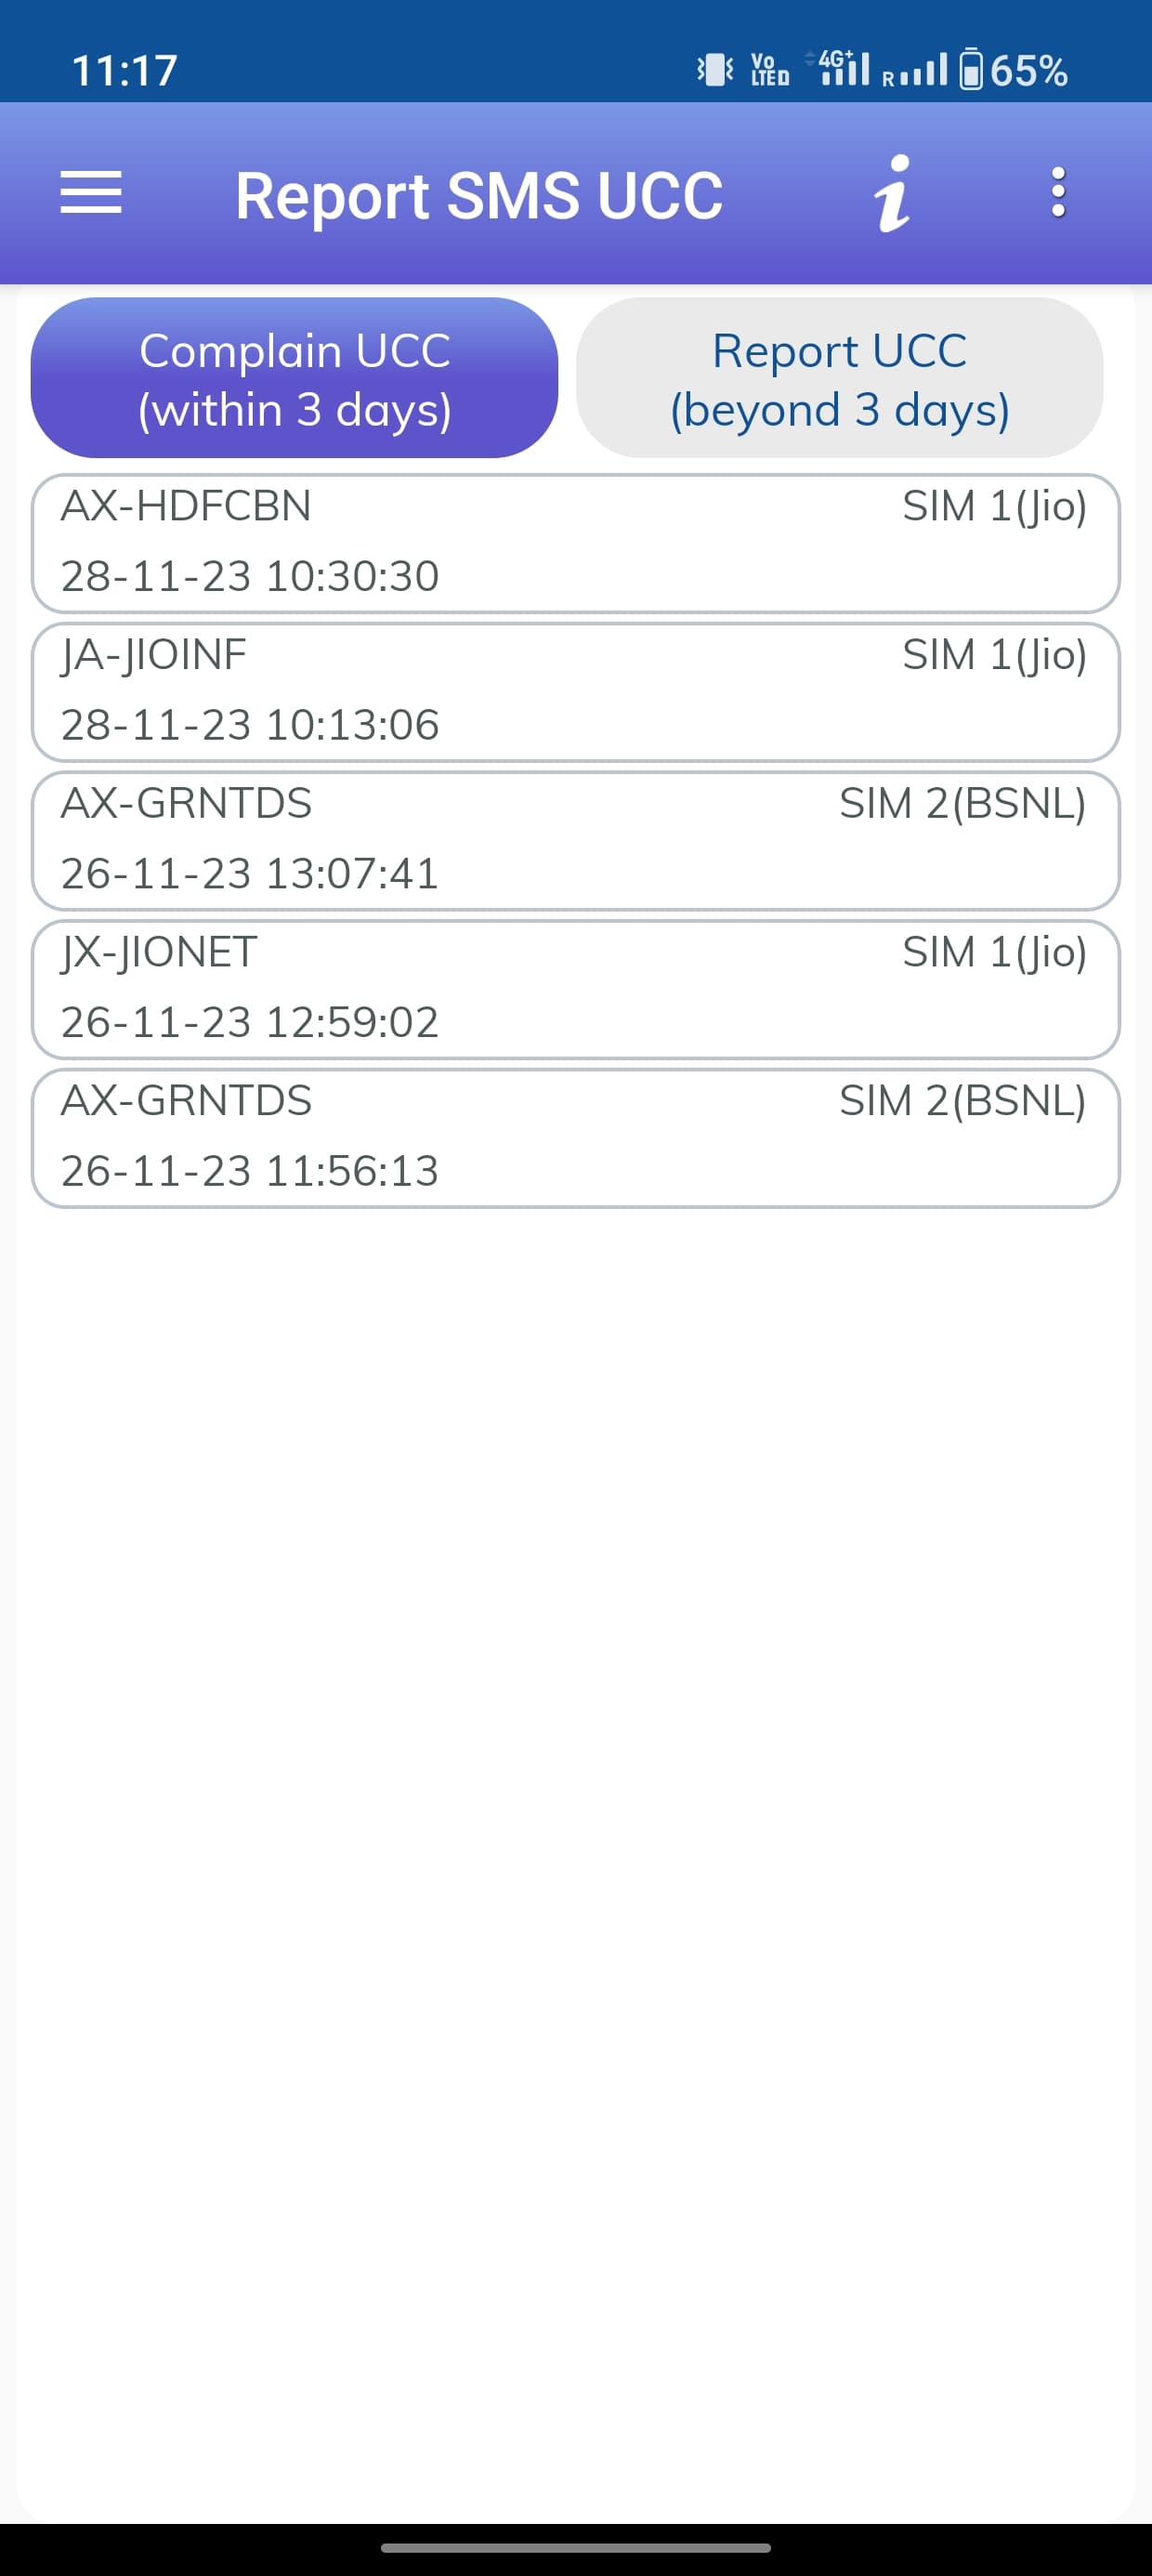 11:17 Vo LTE 4G+ R 65%
Report SMS UCC
Complain UCC
(within 3 days)
Report UCC
(beyond 3 days)
AX-HDFCBN SIM 1(Jio)
28-11-23 10:30:30
JA-JIOINF SIM 1(Jio)
28-11-23 10:13:06
AX-GRNTDS SIM 2(BSNL)
26-11-23 13:07:41
JX-JIONET SIM 1(Jio)
26-11-23 12:59:02
AX-GRNTDS SIM 2(BSNL)
26-11-23 11:56:13